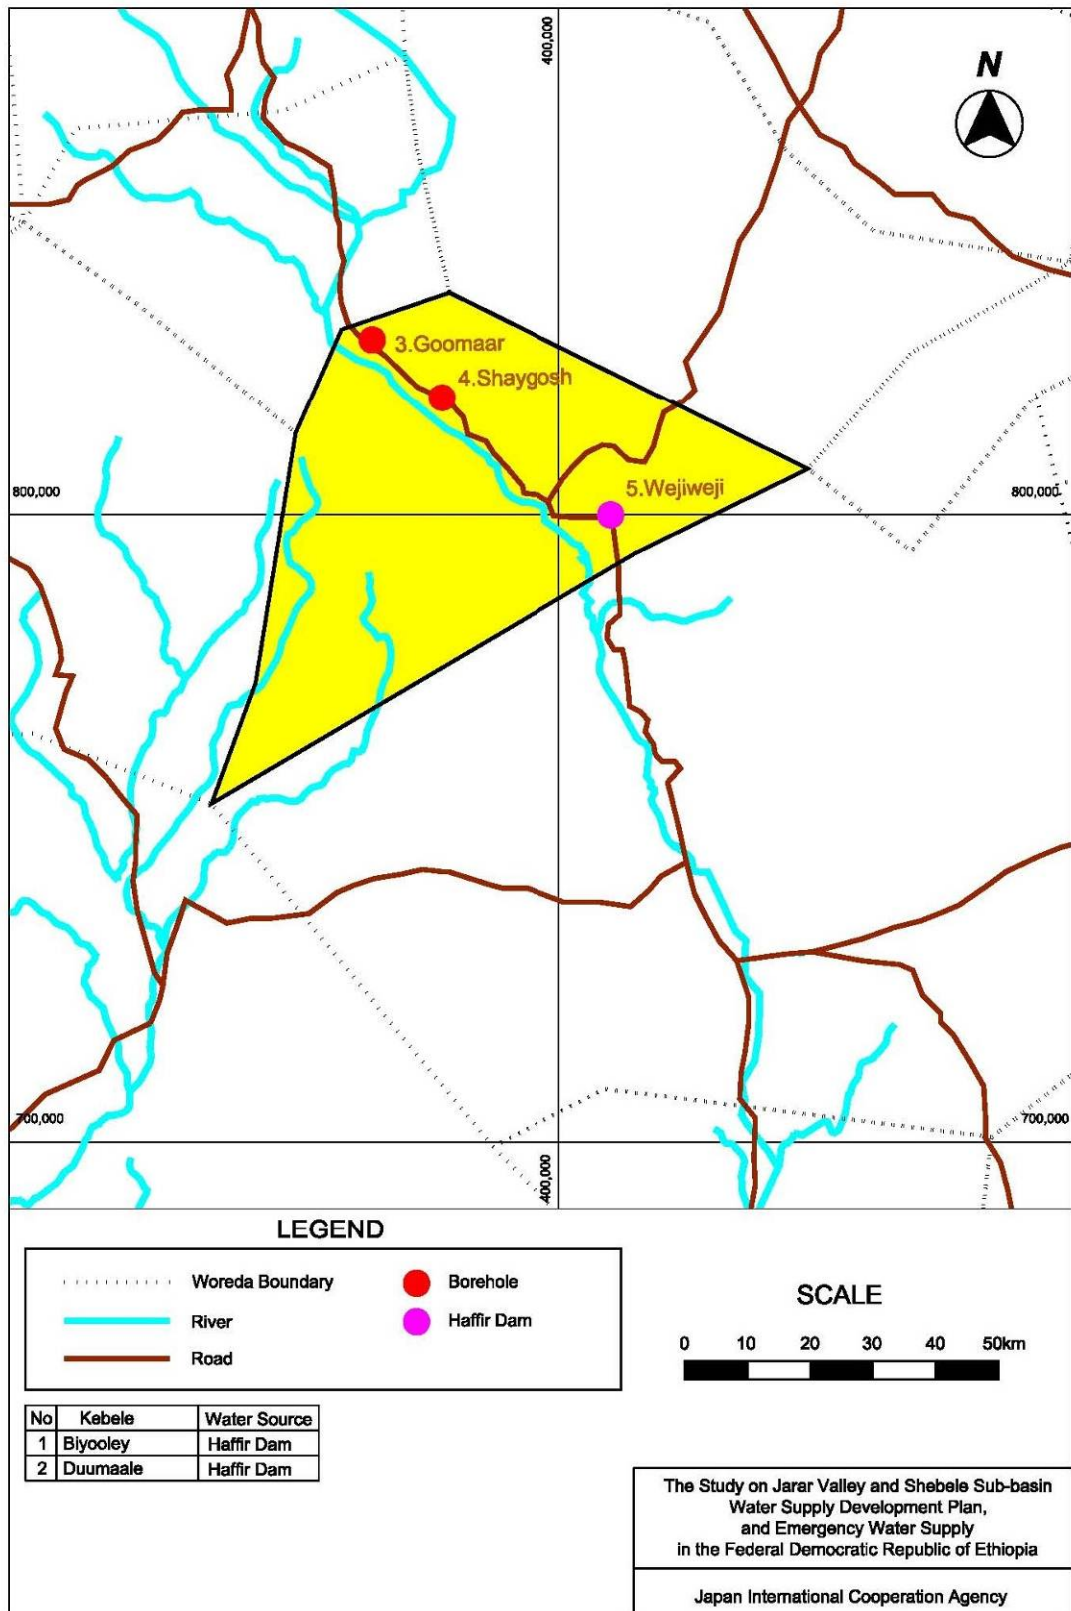 400,000
N
3.Goomaar
4.Shaygosh
5.Wejiweji
800,000
800,000
700,000
700,000
400,000
LEGEND
Woreda Boundary
River
Road
Borehole
Haffir Dam
SCALE
0 10 20 30 40 50km
No Kebele Water Source
1 Biyooley Haffir Dam
2 Duumaale Haffir Dam
The Study on Jarar Valley and Shebele Sub-basin
Water Supply Development Plan,
and Emergency Water Supply
in the Federal Democratic Republic of Ethiopia
Japan International Cooperation Agency